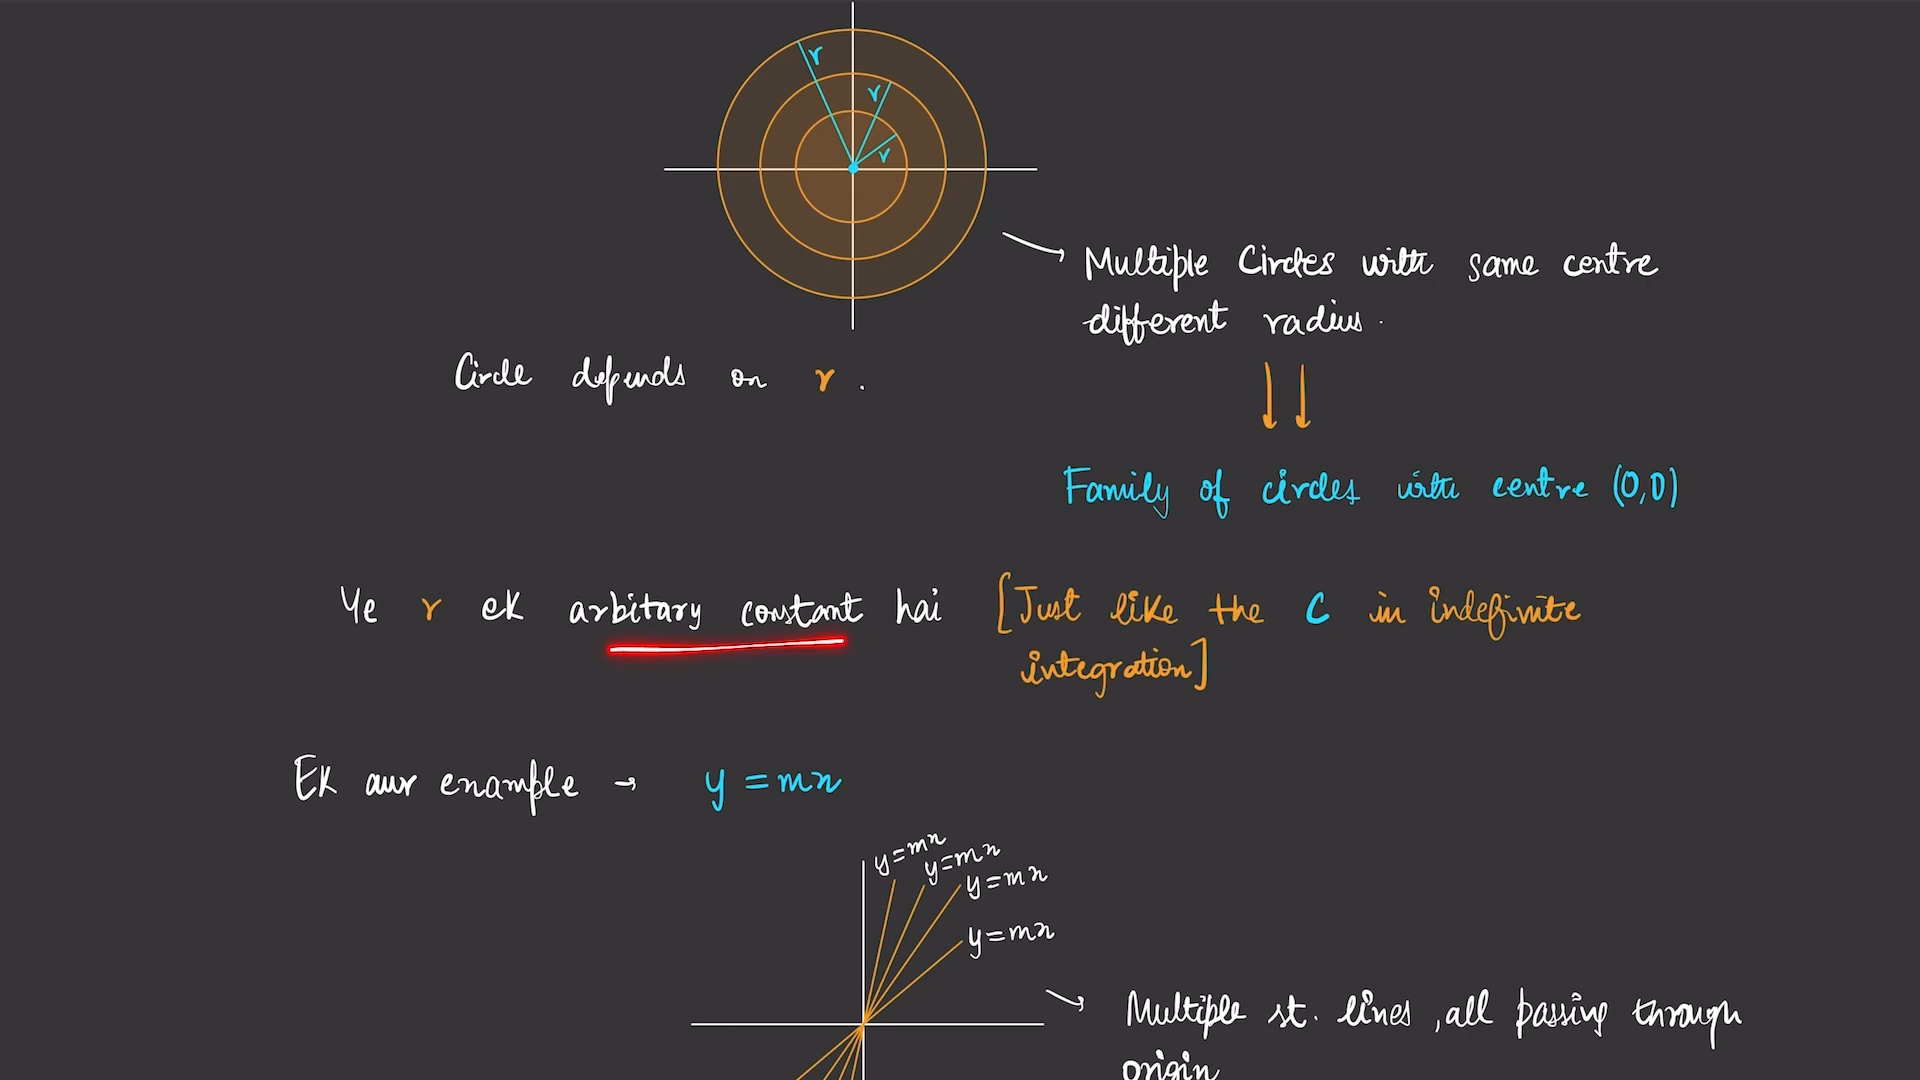 r
r
r
Multiple Circles with same centre
different radius.
Circle depends on r.
Family of circles with centre (0,0)
Ye r ek arbitary constant hai [Just like the C in indefinite
integration]
Ek aur example → y = mx
y=mx
y=mx
y=mx
y=mx
Multiple st. lines, all passing through
origin